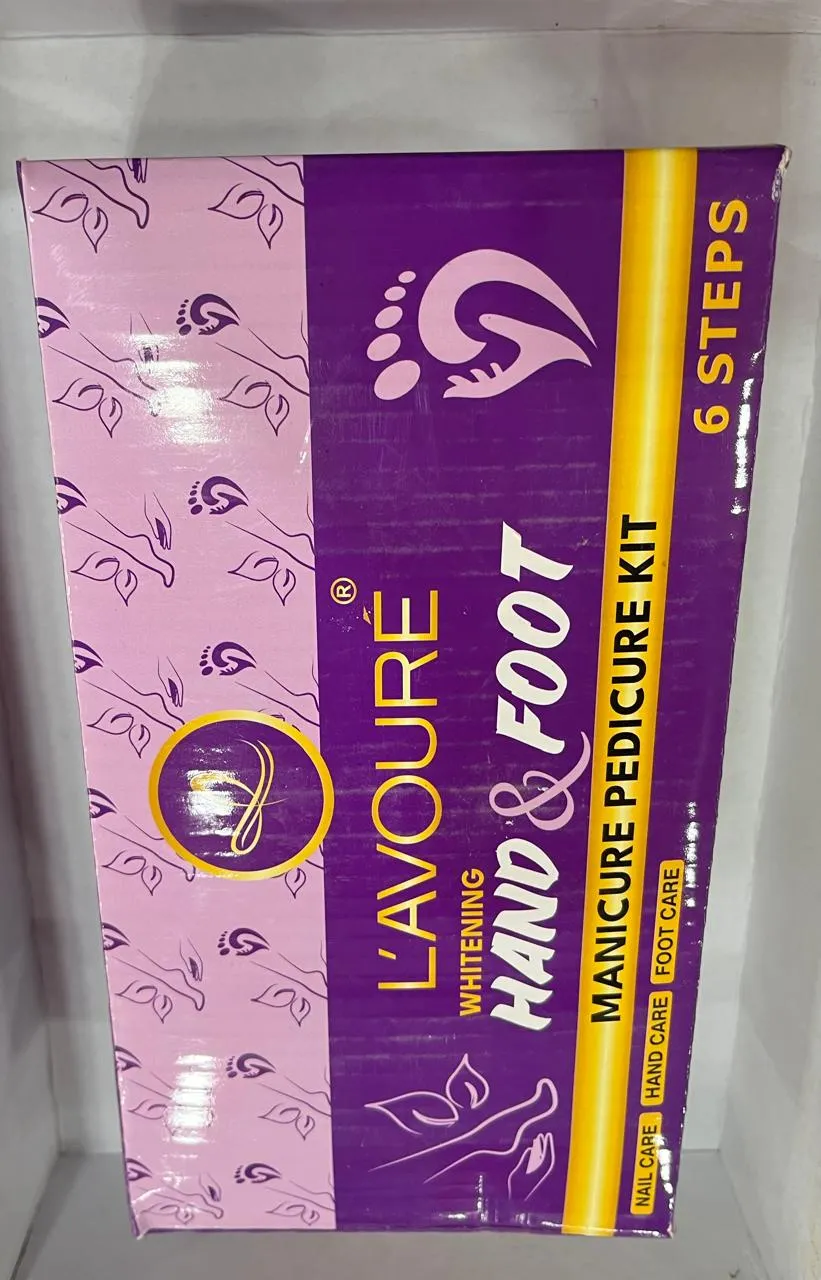 L'AVOURÉ®
WHITENING
HAND & FOOT
MANICURE PEDICURE KIT
NAIL CARE HAND CARE FOOT CARE
6 STEPS